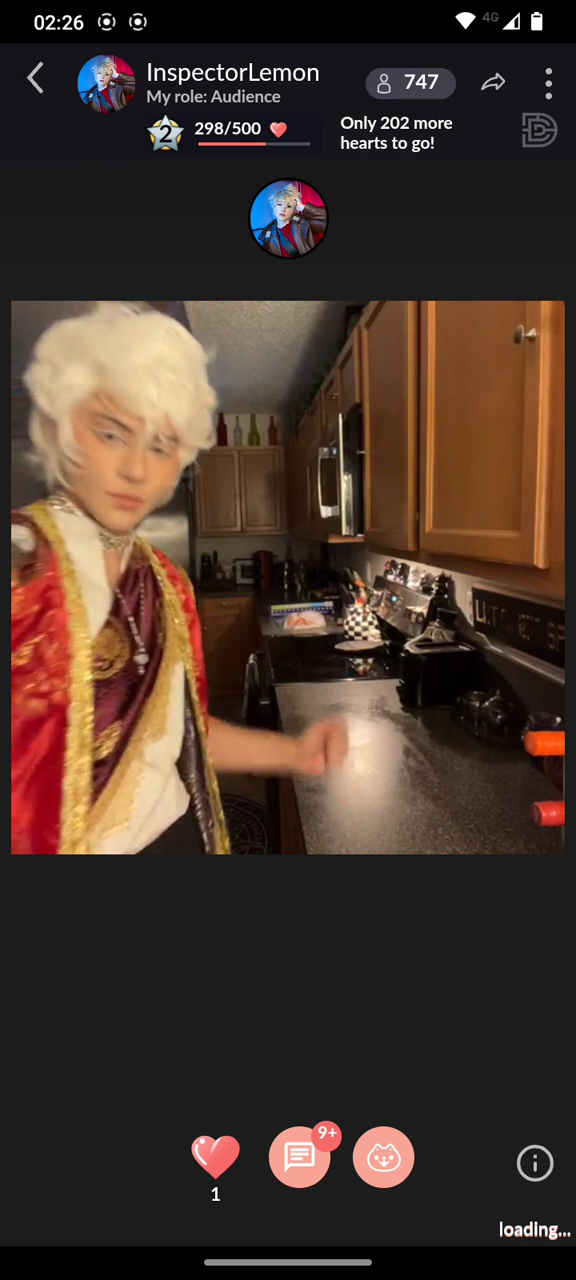 02:26
4G
InspectorLemon
747
My role: Audience
2
298/500
Only 202 more
hearts to go!
9+
1
loading...